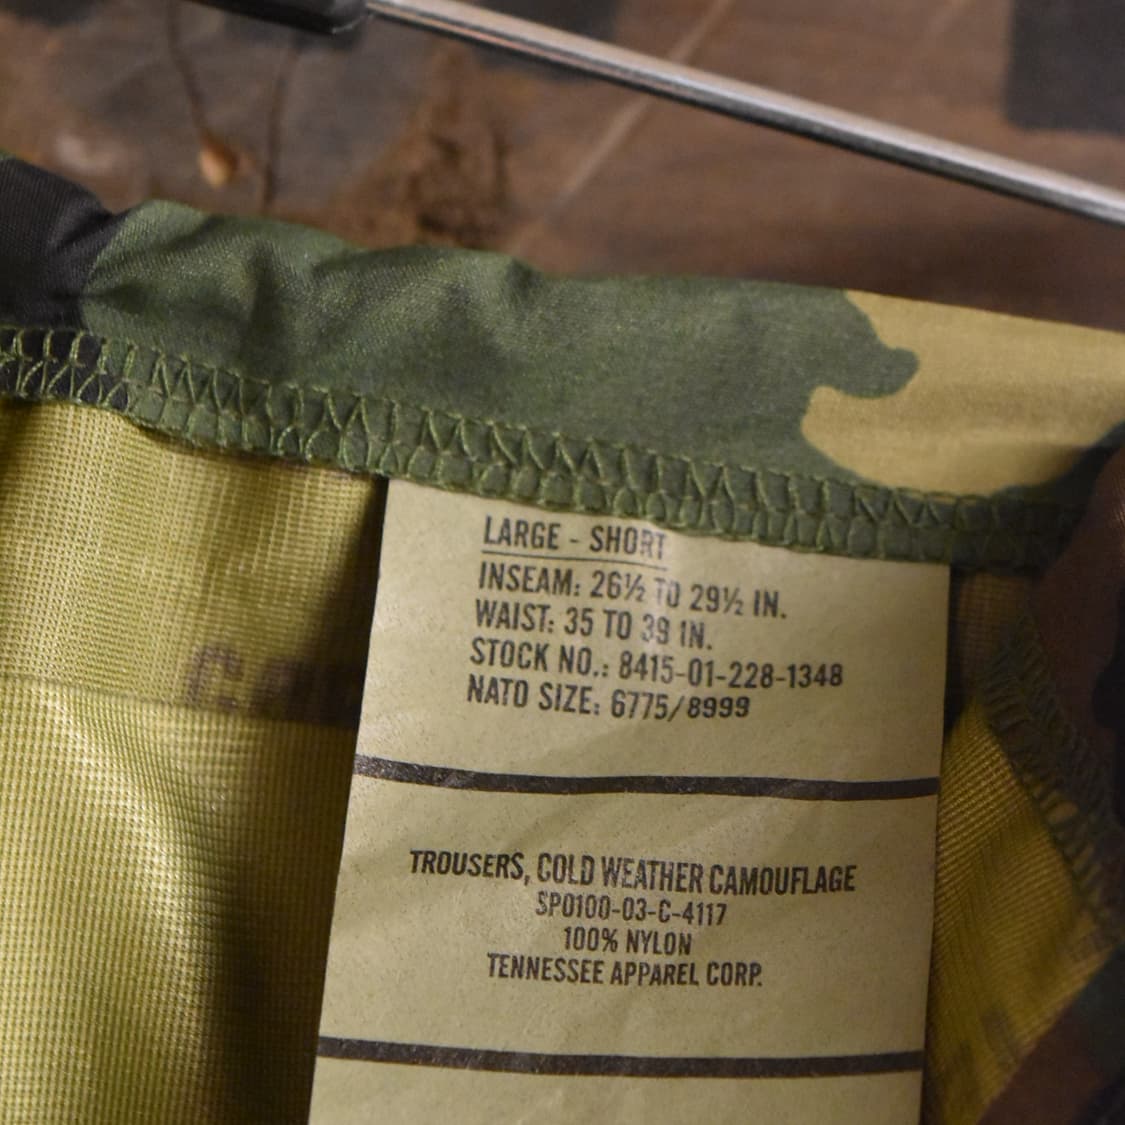 LARGE - SHORT
INSEAM: 26½ TO 29½ IN.
WAIST: 35 TO 39 IN.
STOCK NO.: 8415-01-228-1348
NATO SIZE: 6775/8999
TROUSERS, COLD WEATHER CAMOUFLAGE
SP0100-03-C-4117
100% NYLON
TENNESSEE APPAREL CORP.